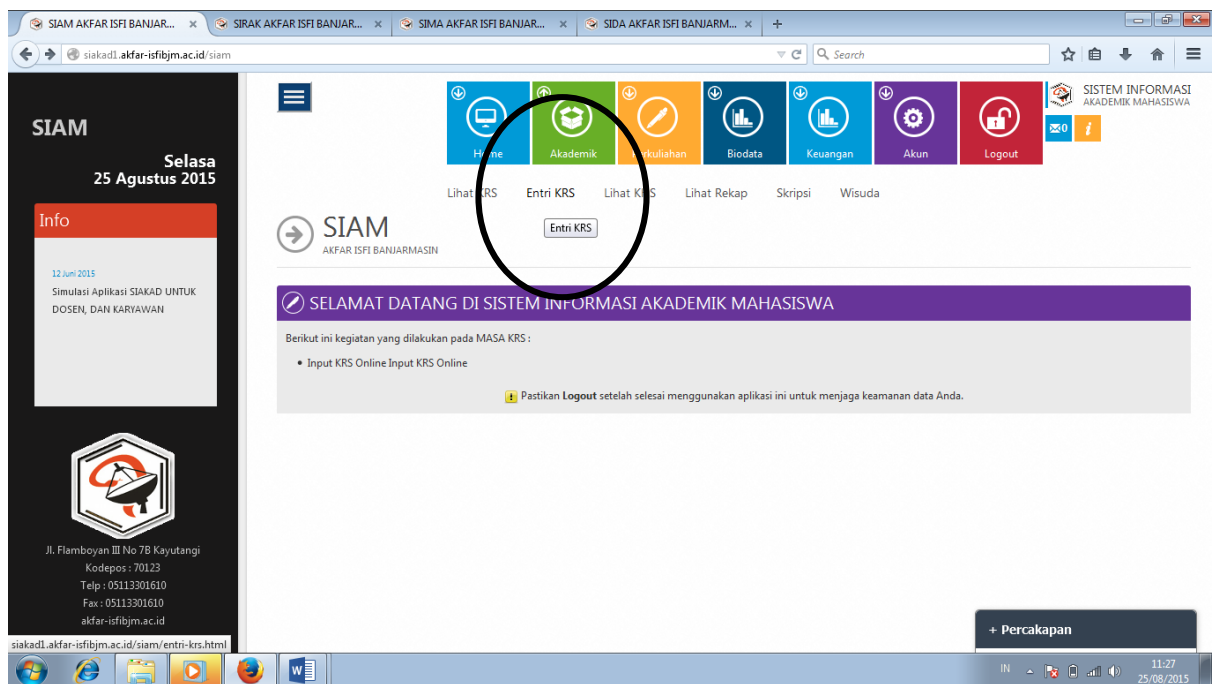 SIAM AKFAR ISFI BANJAR...
SIRAK AKFAR ISFI BANJAR...
SIMA AKFAR ISFI BANJAR...
SIDA AKFAR ISFI BANJARM...
siakad1.akfar-isfibjm.ac.id/siam
Search
SIAM
Selasa
25 Agustus 2015
Info
12 Juni 2015
Simulasi Aplikasi SIAKAD UNTUK
DOSEN, DAN KARYAWAN
Jl. Flamboyan III No 7B Kayutangi
Kodepos : 70123
Telp : 05113301610
Fax : 05113301610
akfar-isfibjm.ac.id
siakad1.akfar-isfibjm.ac.id/siam/entri-krs.html
Akademik
Biodata
Keuangan
Akun
Logout
SISTEM INFORMASI
AKADEMIK MAHASISWA
0
i
Lihat KRS
Entri KRS
Lihat
Lihat Rekap
Skripsi
Wisuda
Entri KRS
SIAM
AKFAR ISFI BANJARMASIN
SELAMAT DATANG DI SISTEM INFORMASI AKADEMIK MAHASISWA
Berikut ini kegiatan yang dilakukan pada MASA KRS :
• Input KRS Online Input KRS Online
Pastikan Logout setelah selesai menggunakan aplikasi ini untuk menjaga keamanan data Anda.
+ Percakapan
IN
11:27
25/08/2015